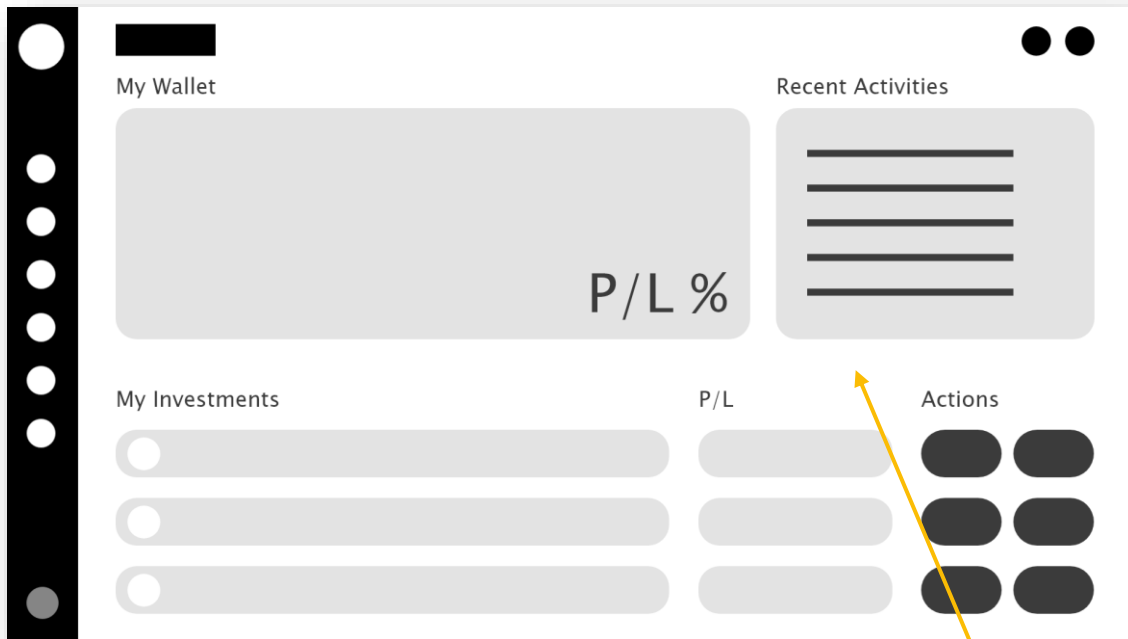 My Wallet
Recent Activities
P/L %
My Investments
P/L
Actions